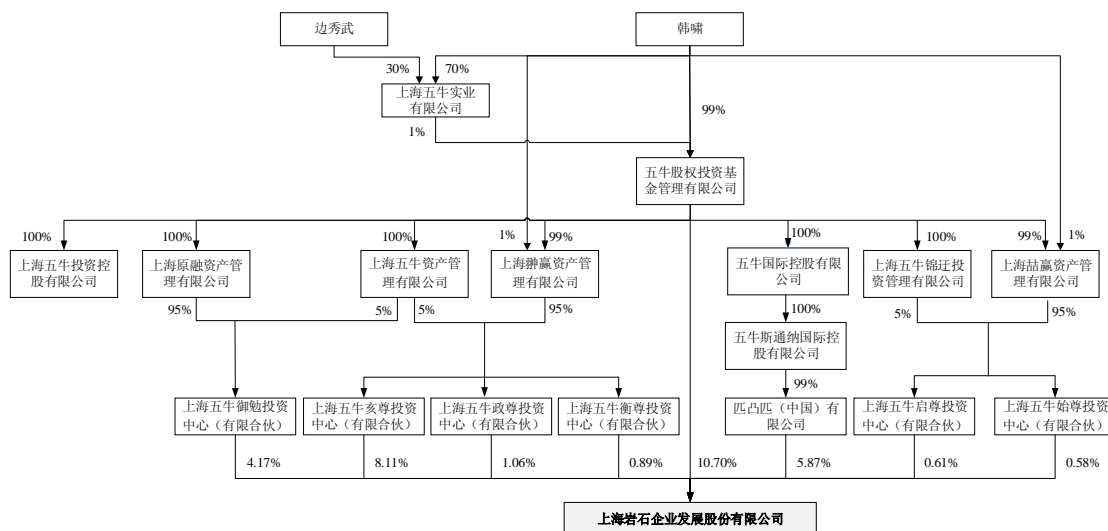 边秀武
韩啸
30%
70%
上海五牛实业
有限公司
1%
99%
五牛股权投资基
金管理有限公司
100%
100%
100%
1%
99%
100%
100%
99%
1%
上海五牛投资控
股有限公司
上海原融资产管
理有限公司
上海五牛资产管
理有限公司
上海翀赢资产管
理有限公司
五牛国际控股有限
公司
上海五牛锦迋投
资管理有限公司
上海喆赢资产管
理有限公司
95%
5%
5%
95%
100%
5%
95%
五牛斯通纳国际控
股有限公司
99%
上海五牛御勉投资
中心（有限合伙）
上海五牛亥尊投资
中心（有限合伙）
上海五牛政尊投资
中心（有限合伙）
上海五牛衡尊投资
中心（有限合伙）
匹凸匹（中国）有
限公司
上海五牛启尊投资
中心（有限合伙）
上海五牛始尊投资
中心（有限合伙）
4.17%
8.11%
1.06%
0.89%
10.70%
5.87%
0.61%
0.58%
上海岩石企业发展股份有限公司